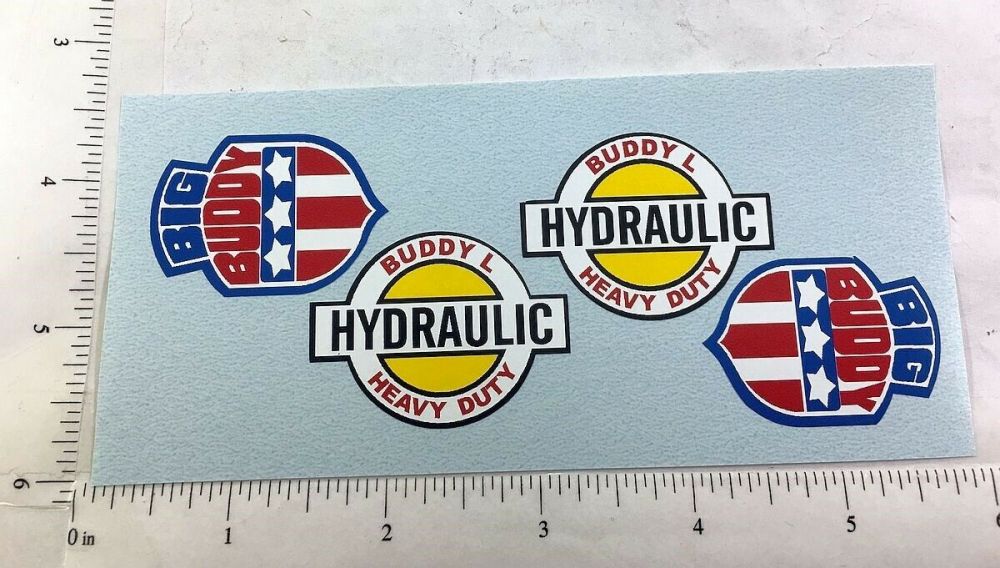 BIG
BUDDY
BUDDY L
HYDRAULIC
HEAVY DUTY
BUDDY L
HYDRAULIC
HEAVY DUTY
BIG
BUDDY
3
4
5
6
0 in
1
2
3
4
5
6